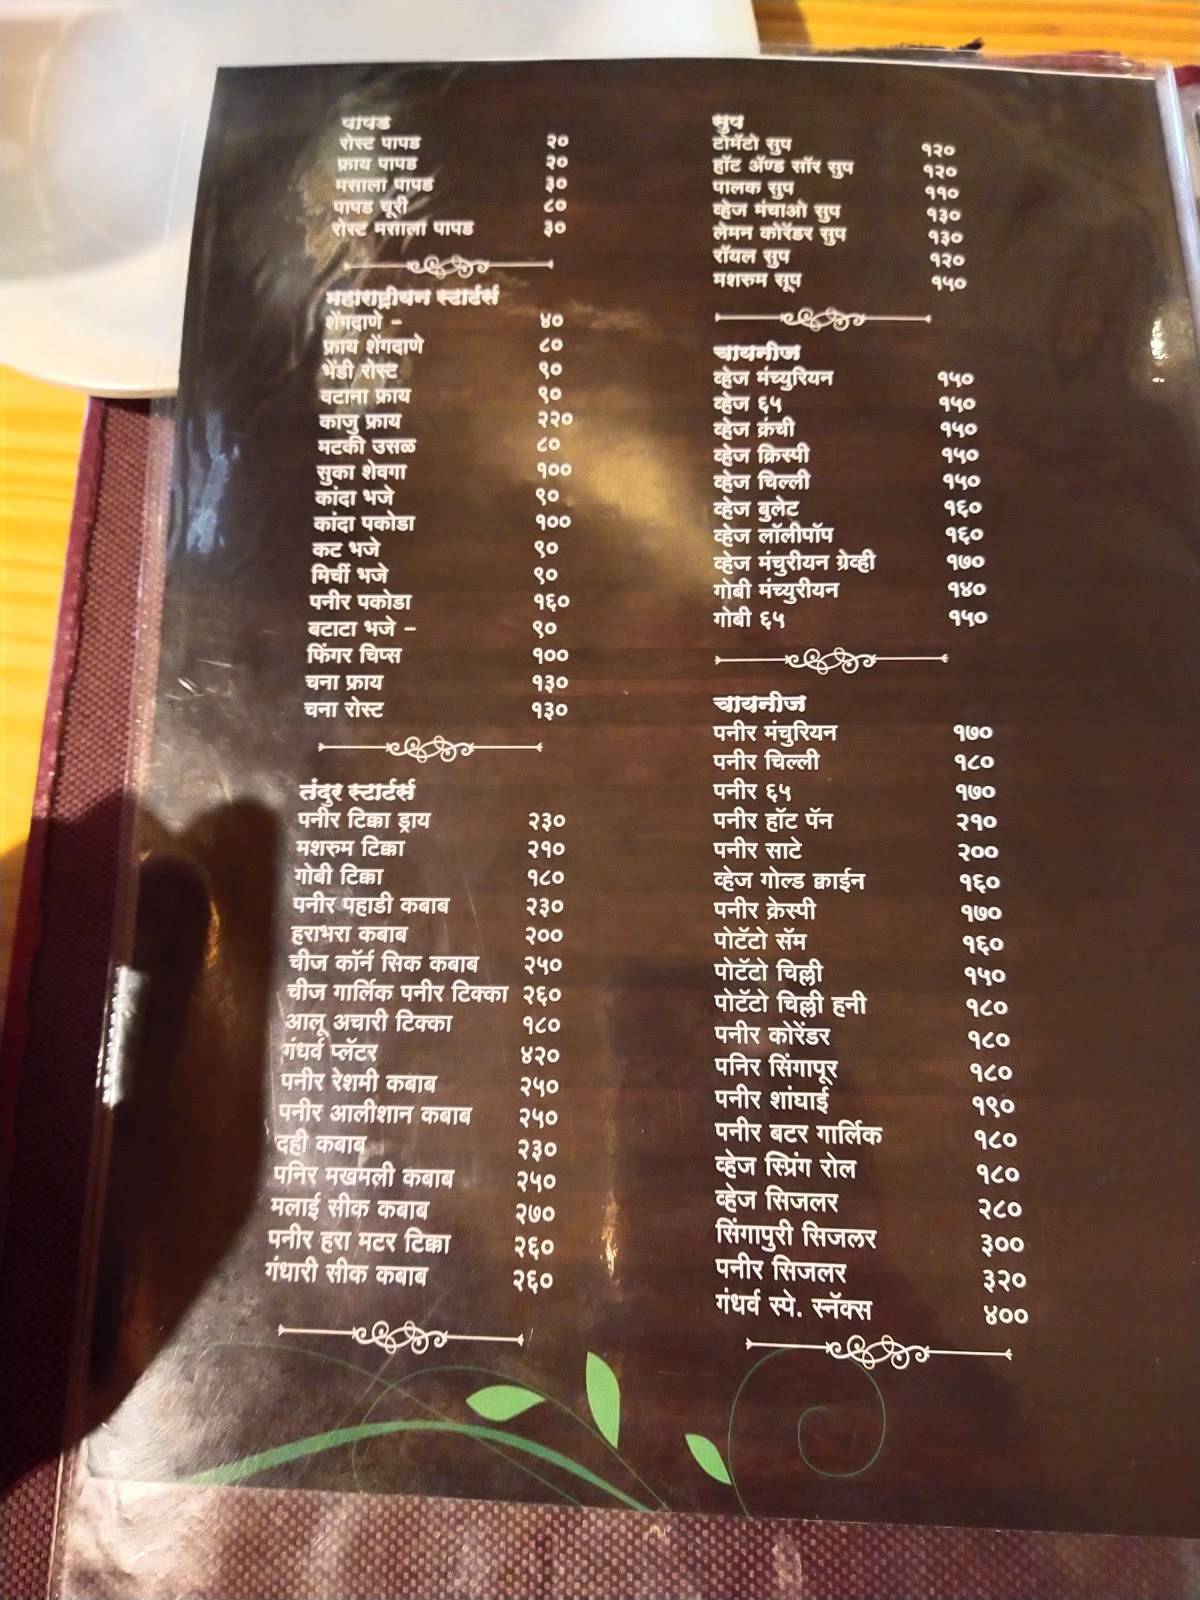 पापड
रोस्ट पापड २०
फ्राय पापड २०
मसाला पापड ३०
पापड चूरी ८०
रोस्ट मसाला पापड ३०
महाराष्ट्रीयन स्टार्टर्स
शेंगदाणे - ४०
फ्राय शेंगदाणे ८०
भेंडी रोस्ट ९०
वटाना फ्राय ९०
काजु फ्राय २२०
मटकी उसळ ८०
सुका शेवगा १००
कांदा भजे ९०
कांदा पकोडा १००
कट भजे ९०
मिर्ची भजे ९०
पनीर पकोडा १६०
बटाटा भजे - ९०
फिंगर चिप्स १००
चना फ्राय १३०
चना रोस्ट १३०
तंदुर स्टार्टर्स
पनीर टिक्का ड्राय २३०
मशरुम टिक्का २१०
गोबी टिक्का १८०
पनीर पहाडी कबाब २३०
हराभरा कबाब २००
चीज कॉर्न सिक कबाब २५०
चीज गार्लिक पनीर टिक्का २६०
आलू अचारी टिक्का १८०
गंधर्व प्लॅटर ४२०
पनीर रेशमी कबाब २५०
पनीर आलीशान कबाब २५०
दही कबाब २३०
पनिर मखमली कबाब २५०
मलाई सीक कबाब २७०
पनीर हरा मटर टिक्का २६०
गंधारी सीक कबाब २६०
सुप
टोमॅटो सुप १२०
हॉट ॲण्ड सॉर सुप १२०
पालक सुप ११०
व्हेज मंचाओ सुप १३०
लेमन कोरेंडर सुप १३०
रॉयल सुप १२०
मशरुम सूप १५०
चायनीज
व्हेज मंच्युरियन १५०
व्हेज ६५ १५०
व्हेज क्रंची १५०
व्हेज क्रिस्पी १५०
व्हेज चिल्ली १५०
व्हेज बुलेट १६०
व्हेज लॉलीपॉप १६०
व्हेज मंचुरीयन ग्रेव्ही १७०
गोबी मंच्युरीयन १४०
गोबी ६५ १५०
चायनीज
पनीर मंचुरियन १७०
पनीर चिल्ली १८०
पनीर ६५ १७०
पनीर हॉट पॅन २१०
पनीर साटे २००
व्हेज गोल्ड क्वाईन १६०
पनीर क्रेस्पी १७०
पोटॅटो सॅम १६०
पोटॅटो चिल्ली १५०
पोटॅटो चिल्ली हनी १८०
पनीर कोरेंडर १८०
पनिर सिंगापूर १८०
पनीर शांघाई १९०
पनीर बटर गार्लिक १८०
व्हेज स्प्रिंग रोल १८०
व्हेज सिजलर २८०
सिंगापुरी सिजलर ३००
पनीर सिजलर ३२०
गंधर्व स्पे. स्नॅक्स ४००